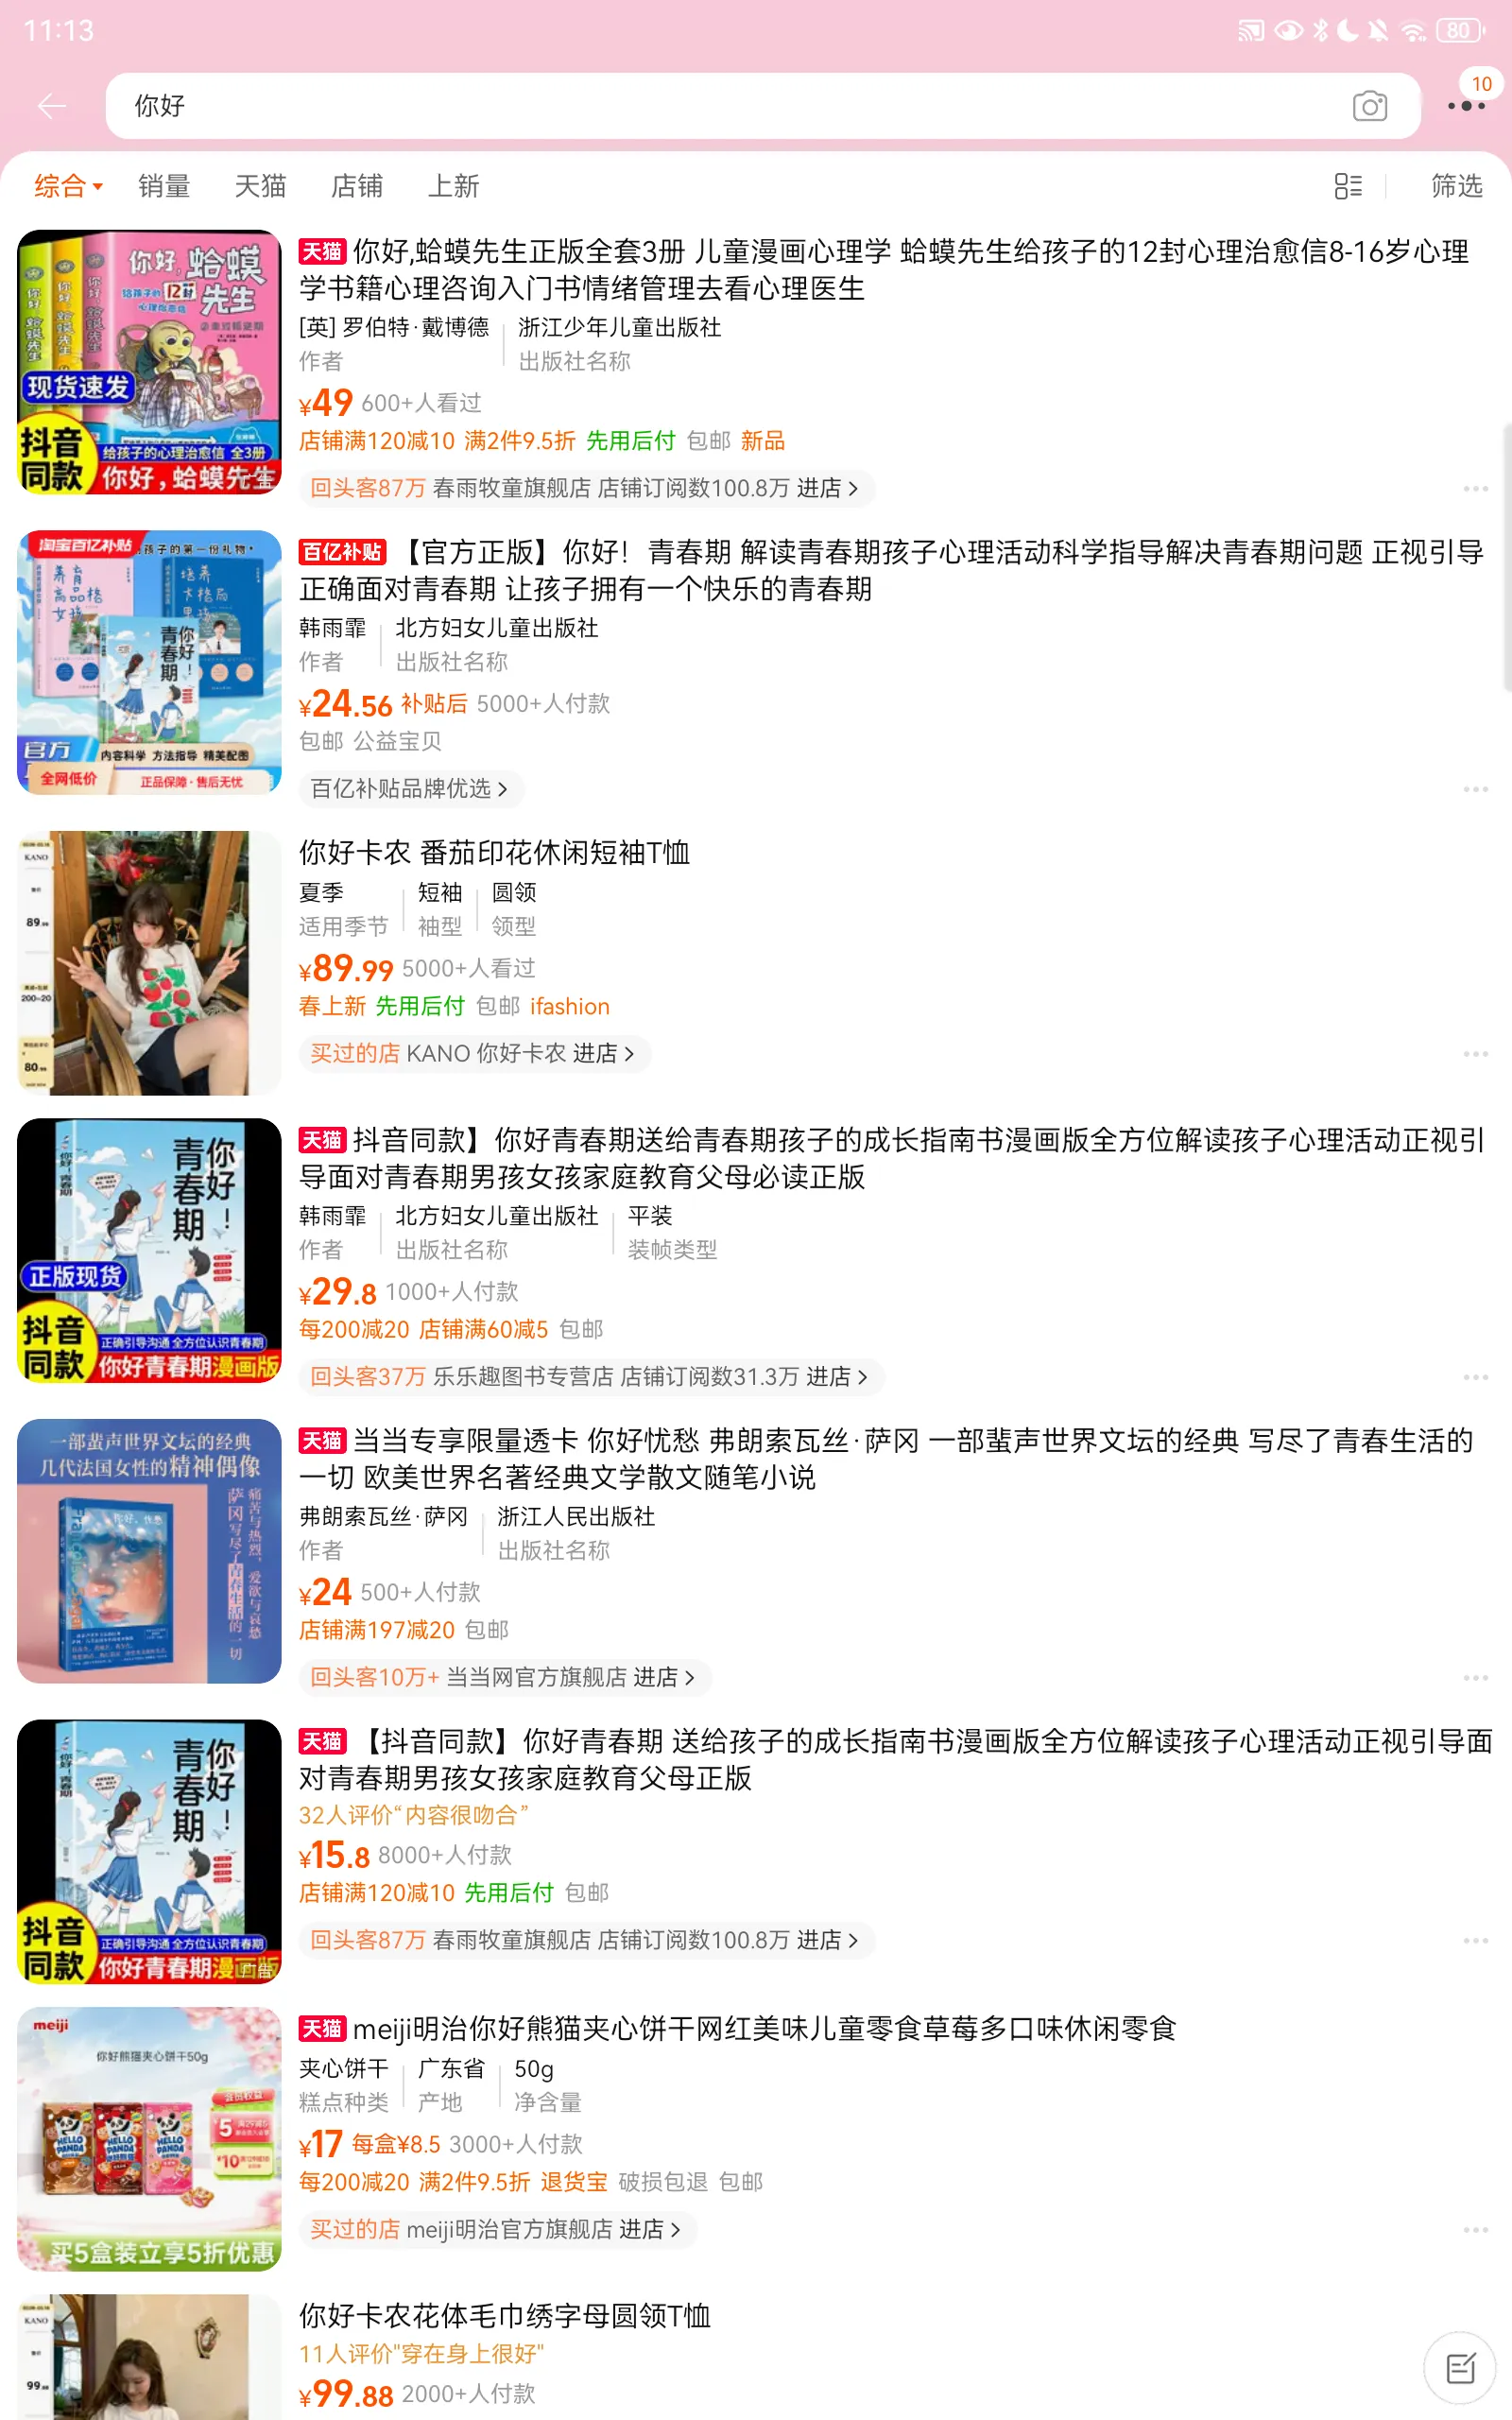 11:13
80
你好
10
综合 销量 天猫 店铺 上新 筛选
你好,蛤蟆先生
给孩子的12封
现货速发
抖音同款
给孩子的心理治愈信 全3册
你好，蛤蟆先生
天猫 你好,蛤蟆先生正版全套3册 儿童漫画心理学 蛤蟆先生给孩子的12封心理治愈信8-16岁心理
学书籍心理咨询入门书情绪管理去看心理医生
[英] 罗伯特·戴博德 浙江少年儿童出版社
作者 出版社名称
¥49 600+人看过
店铺满120减10 满2件9.5折 先用后付 包邮 新品
回头客87万 春雨牧童旗舰店 店铺订阅数100.8万 进店
淘宝百亿补贴
孩子的第一份礼物
你好！青春期
官方
内容科学 方法指导 精美配图
全网低价 正品保障·售后无忧
百亿补贴 【官方正版】你好！青春期 解读青春期孩子心理活动科学指导解决青春期问题 正视引导
正确面对青春期 让孩子拥有一个快乐的青春期
韩雨霏 北方妇女儿童出版社
作者 出版社名称
¥24.56 补贴后 5000+人付款
包邮 公益宝贝
百亿补贴品牌优选
KANO
89.99
200-20
80.99
你好卡农 番茄印花休闲短袖T恤
夏季 短袖 圆领
适用季节 袖型 领型
¥89.99 5000+人看过
春上新 先用后付 包邮 ifashion
买过的店 KANO 你好卡农 进店
你好！青春期
正版现货
抖音同款
正确引导沟通 全方位认识青春期
你好青春期漫画版
天猫 抖音同款】你好青春期送给青春期孩子的成长指南书漫画版全方位解读孩子心理活动正视引
导面对青春期男孩女孩家庭教育父母必读正版
韩雨霏 北方妇女儿童出版社 平装
作者 出版社名称 装帧类型
¥29.8 1000+人付款
每200减20 店铺满60减5 包邮
回头客37万 乐乐趣图书专营店 店铺订阅数31.3万 进店
一部蜚声世界文坛的经典
几代法国女性的精神偶像
痛苦与热烈，爱欲与哀愁
萨冈写尽了青春生活的一切
你好，忧愁
天猫 当当专享限量透卡 你好忧愁 弗朗索瓦丝·萨冈 一部蜚声世界文坛的经典 写尽了青春生活的
一切 欧美世界名著经典文学散文随笔小说
弗朗索瓦丝·萨冈 浙江人民出版社
作者 出版社名称
¥24 500+人付款
店铺满197减20 包邮
回头客10万+ 当当网官方旗舰店 进店
你好！青春期
抖音同款
正确引导沟通 全方位认识青春期
你好青春期漫画版
广告
天猫 【抖音同款】你好青春期 送给孩子的成长指南书漫画版全方位解读孩子心理活动正视引导面
对青春期男孩女孩家庭教育父母正版
32人评价“内容很吻合”
¥15.8 8000+人付款
店铺满120减10 先用后付 包邮
回头客87万 春雨牧童旗舰店 店铺订阅数100.8万 进店
meiji
你好熊猫夹心饼干50g
HELLO PANDA HELLO PANDA HELLO PANDA
买5盒装立享5折优惠
天猫 meiji明治你好熊猫夹心饼干网红美味儿童零食草莓多口味休闲零食
夹心饼干 广东省 50g
糕点种类 产地 净含量
¥17 每盒¥8.5 3000+人付款
每200减20 满2件9.5折 退货宝 破损包退 包邮
买过的店 meiji明治官方旗舰店 进店
KANO
你好卡农花体毛巾绣字母圆领T恤
11人评价"穿在身上很好"
¥99.88 2000+人付款